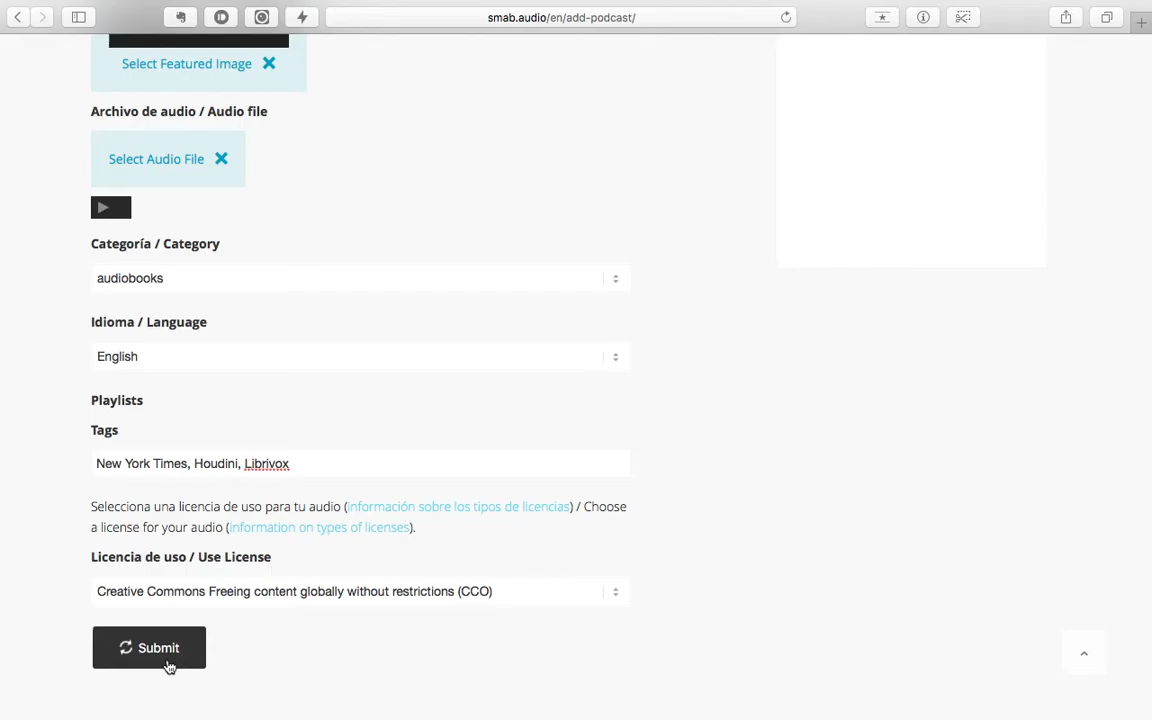 smab.audio/en/add-podcast/
Select Featured Image
Archivo de audio / Audio file
Select Audio File
Categoría / Category
audiobooks
Idioma / Language
English
Playlists
Tags
New York Times, Houdini, Librivox
Selecciona una licencia de uso para tu audio (información sobre los tipos de licencias) / Choose
a license for your audio (information on types of licenses).
Licencia de uso / Use License
Creative Commons Freeing content globally without restrictions (CCO)
Submit